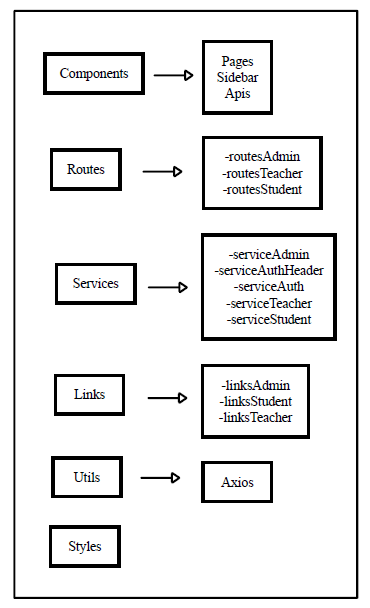 Components
Pages
Sidebar
Apis
Routes
-routesAdmin
-routesTeacher
-routesStudent
Services
-serviceAdmin
-serviceAuthHeader
-serviceAuth
-serviceTeacher
-serviceStudent
Links
-linksAdmin
-linksStudent
-linksTeacher
Utils
Axios
Styles